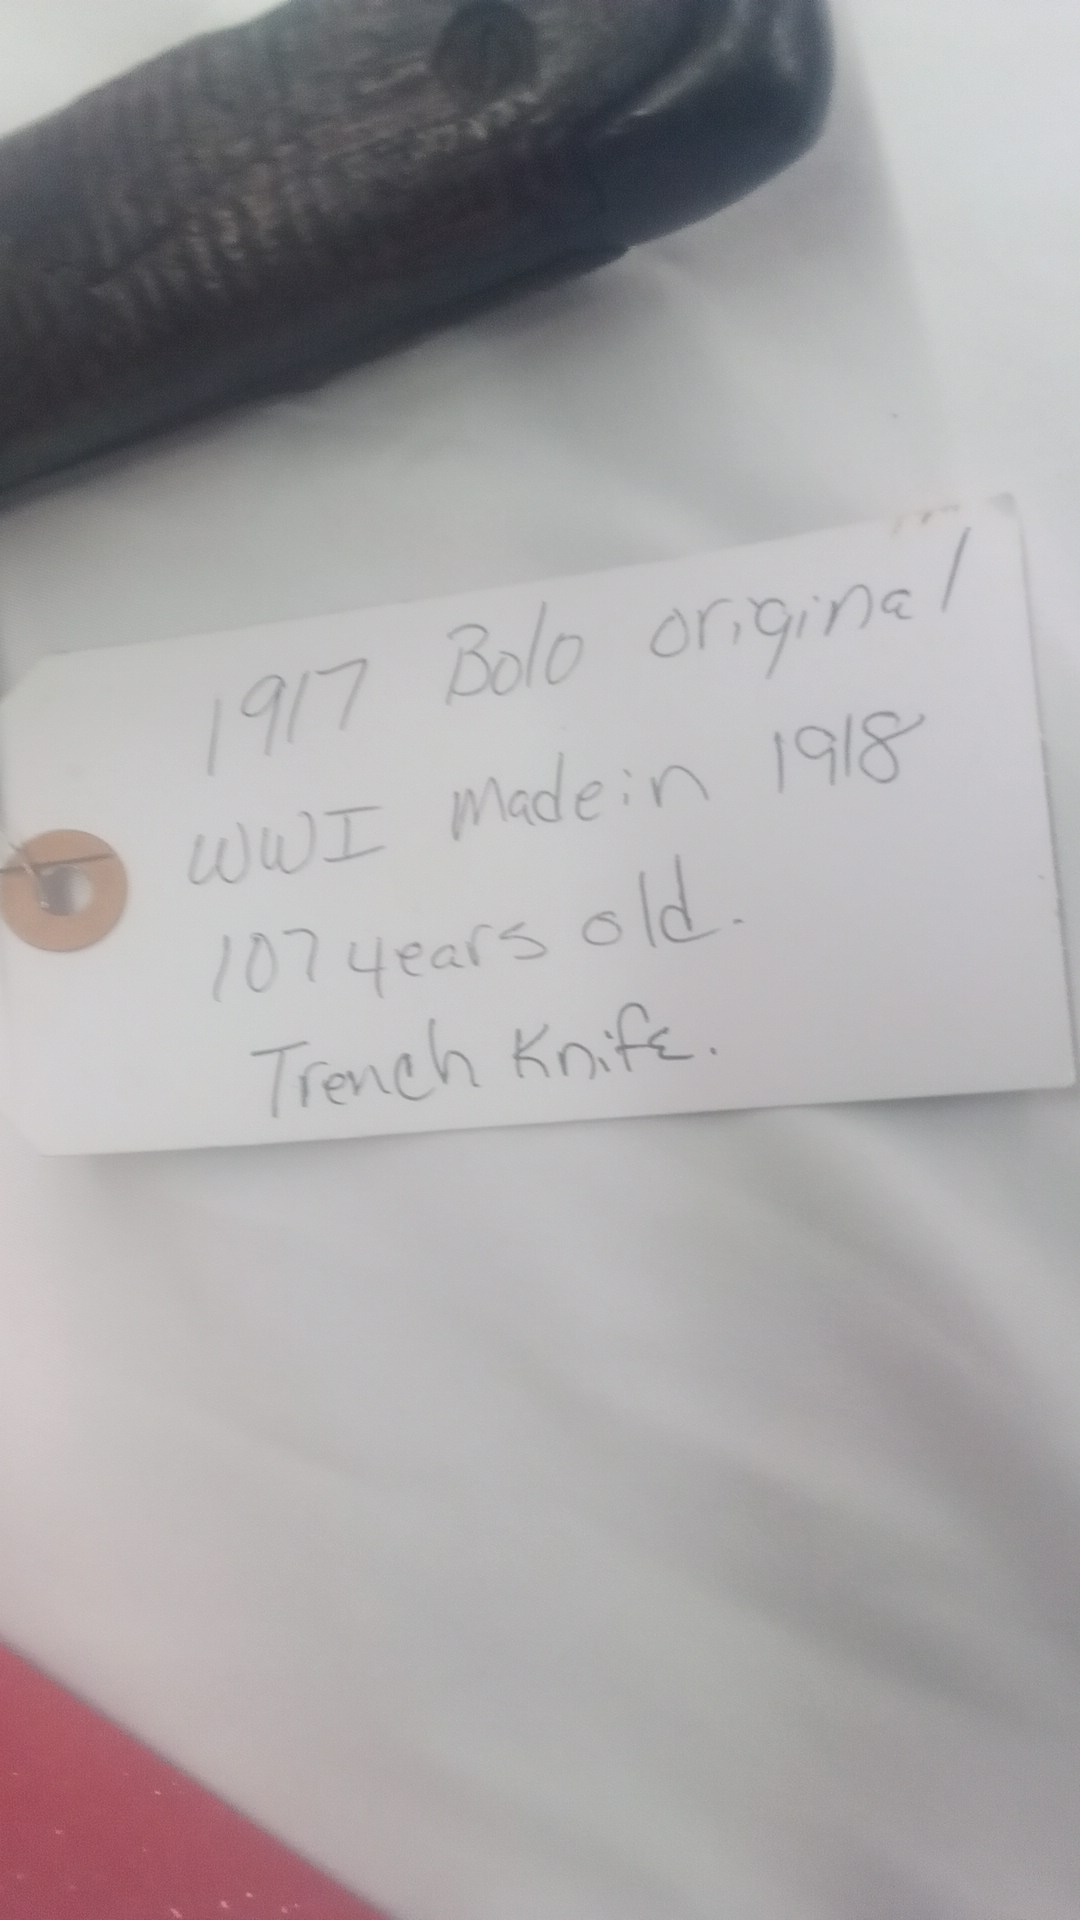 1917 Bolo original
WWI Made in 1918
107 years old.
Trench Knife.